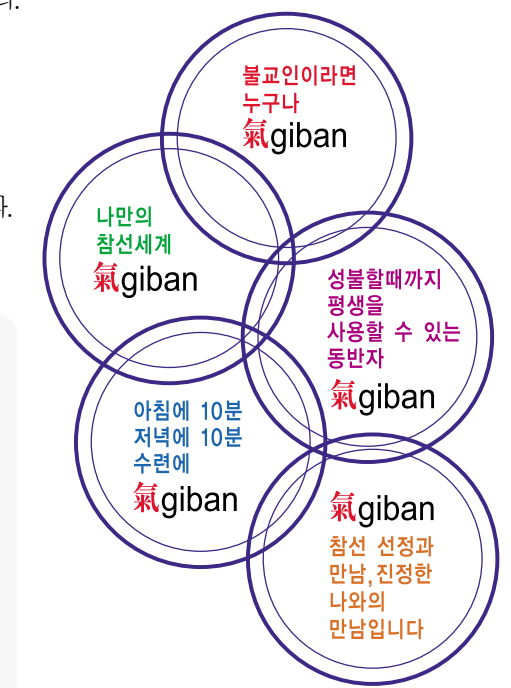 불교인이라면
누구나
氣giban
나만의
참선세계
氣giban
성불할때까지
평생을
사용할 수 있는
동반자
氣giban
아침에 10분
저녁에 10분
수련에
氣giban
氣giban
참선 선정과
만남,진정한
나와의
만남입니다